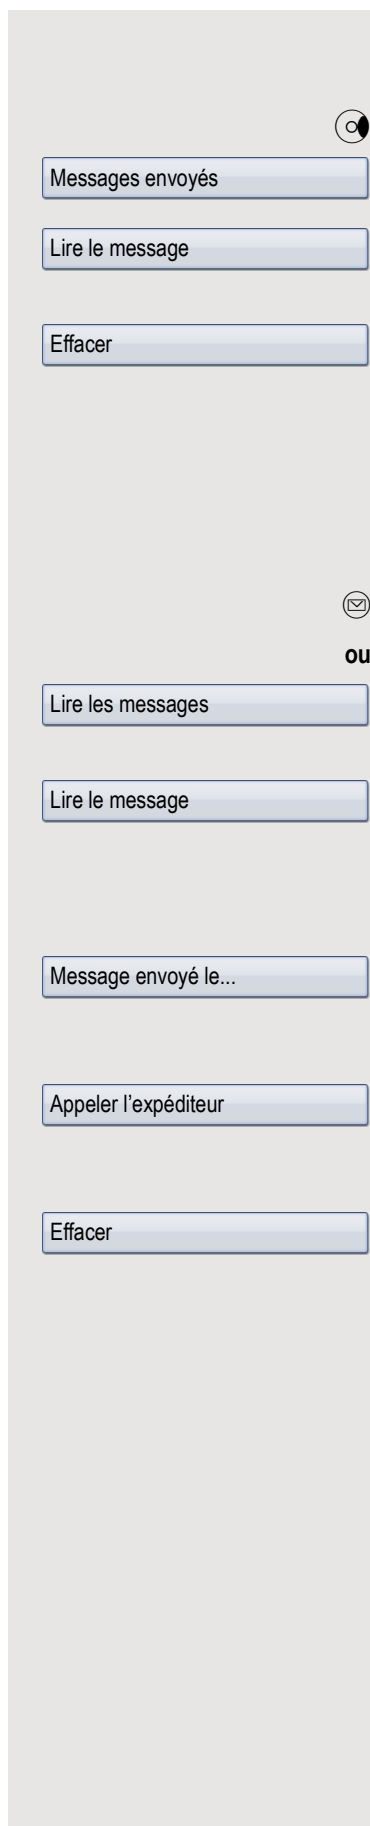 Messages envoyés
Lire le message
Effacer
ou
Lire les messages
Lire le message
Message envoyé le...
Appeler l’expéditeur
Effacer